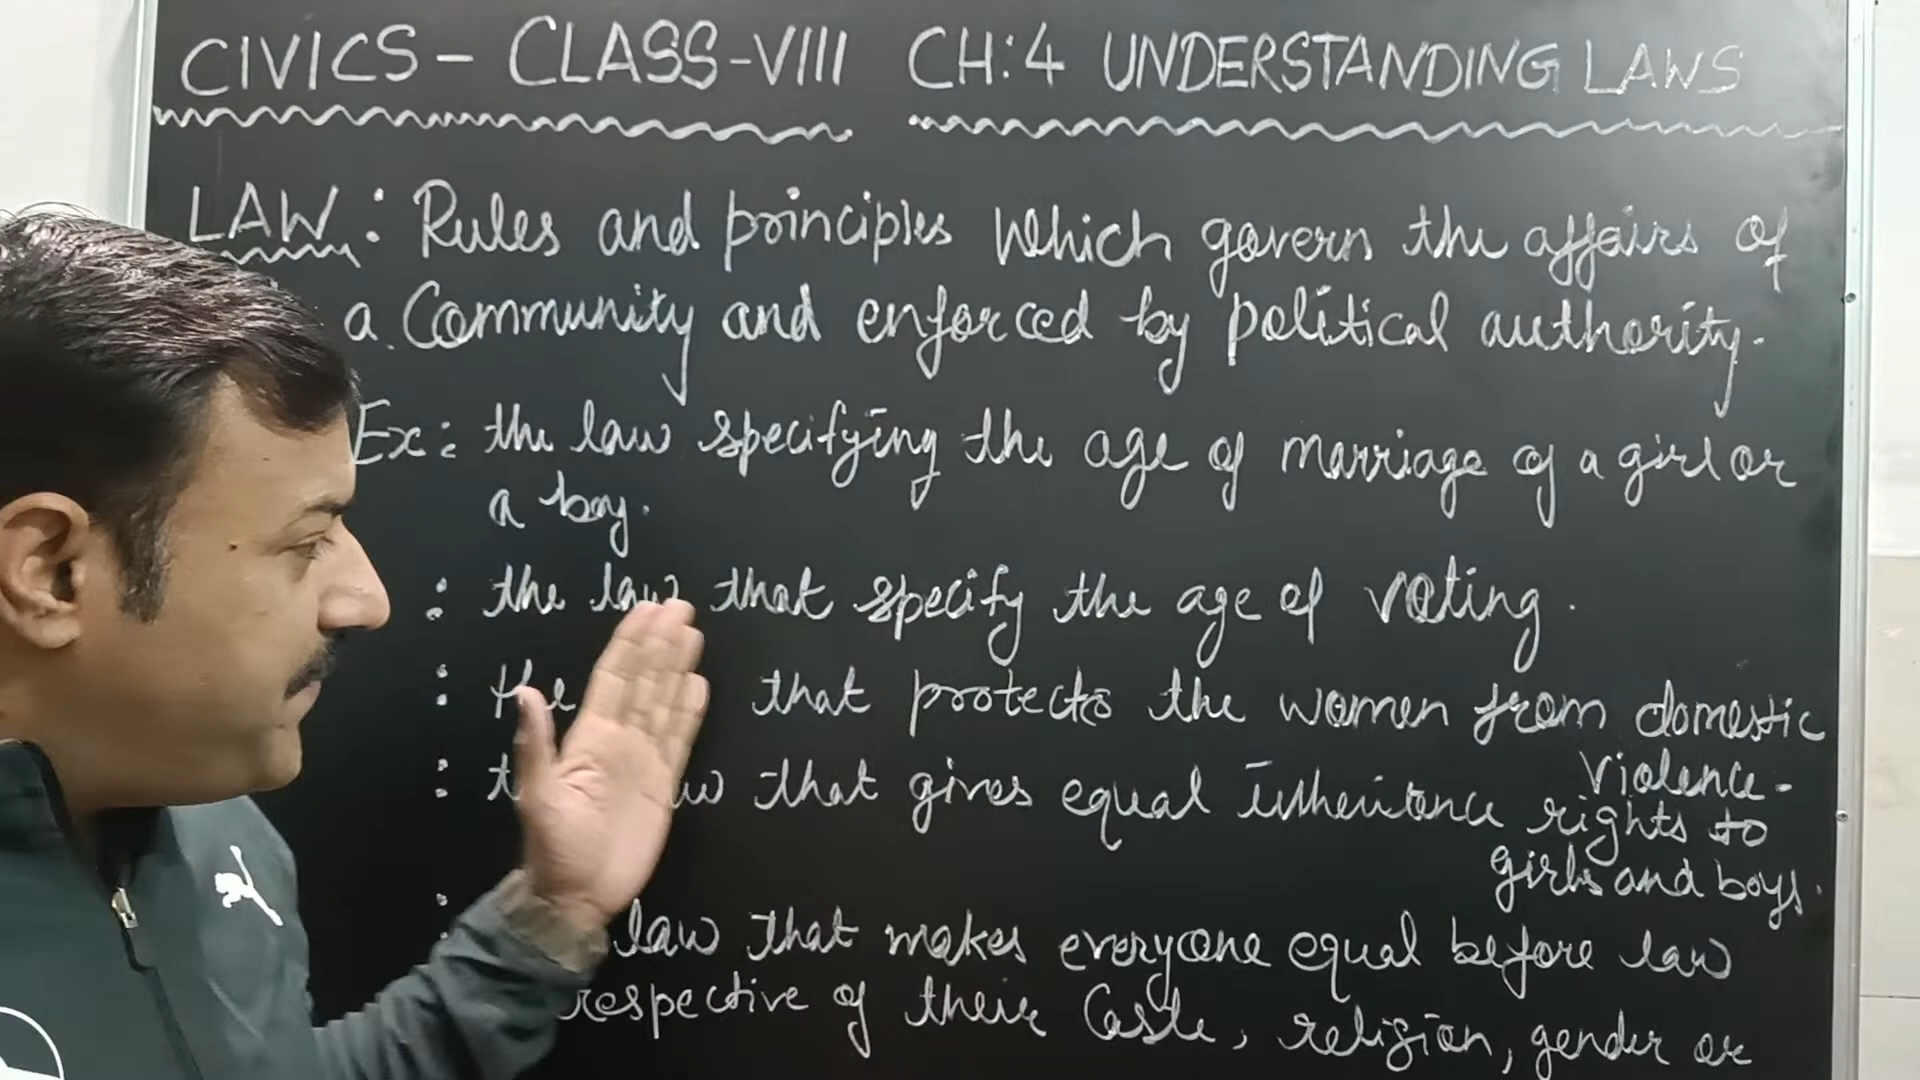 CIVICS - CLASS-VIII CH:4 UNDERSTANDING LAWS
LAW : Rules and principles which govern the affairs of
a Community and enforced by political authority.
Ex: the law specifying the age of marriage of a girl or
a boy.
: the law that specify the age of voting.
: the that protects the women from domestic
violence.
: that gives equal inheritance rights to
girls and boys.
: law that makes everyone equal before law
respective of their Caste, religion, gender or